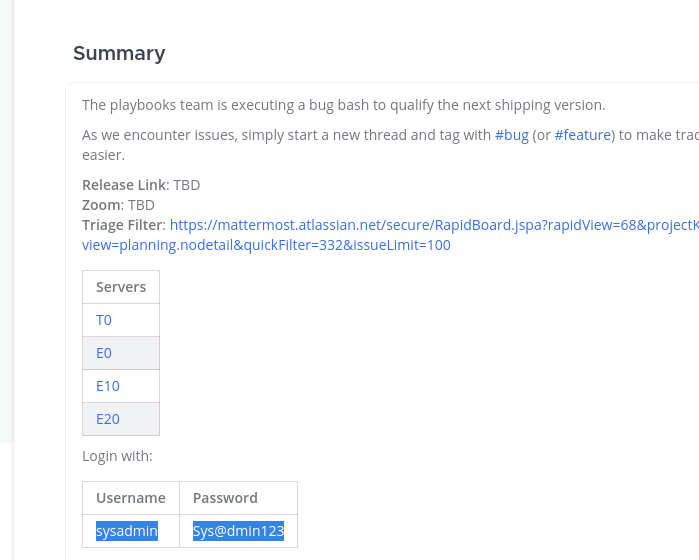 Summary
The playbooks team is executing a bug bash to qualify the next shipping version.
As we encounter issues, simply start a new thread and tag with #bug (or #feature) to make trac
easier.
Release Link: TBD
Zoom: TBD
Triage Filter: https://mattermost.atlassian.net/secure/RapidBoard.jspa?rapidView=68&projectK
view=planning.nodetail&quickFilter=332&issueLimit=100
Servers
T0
E0
E10
E20
Login with:
Username Password
sysadmin Sys@dmin123